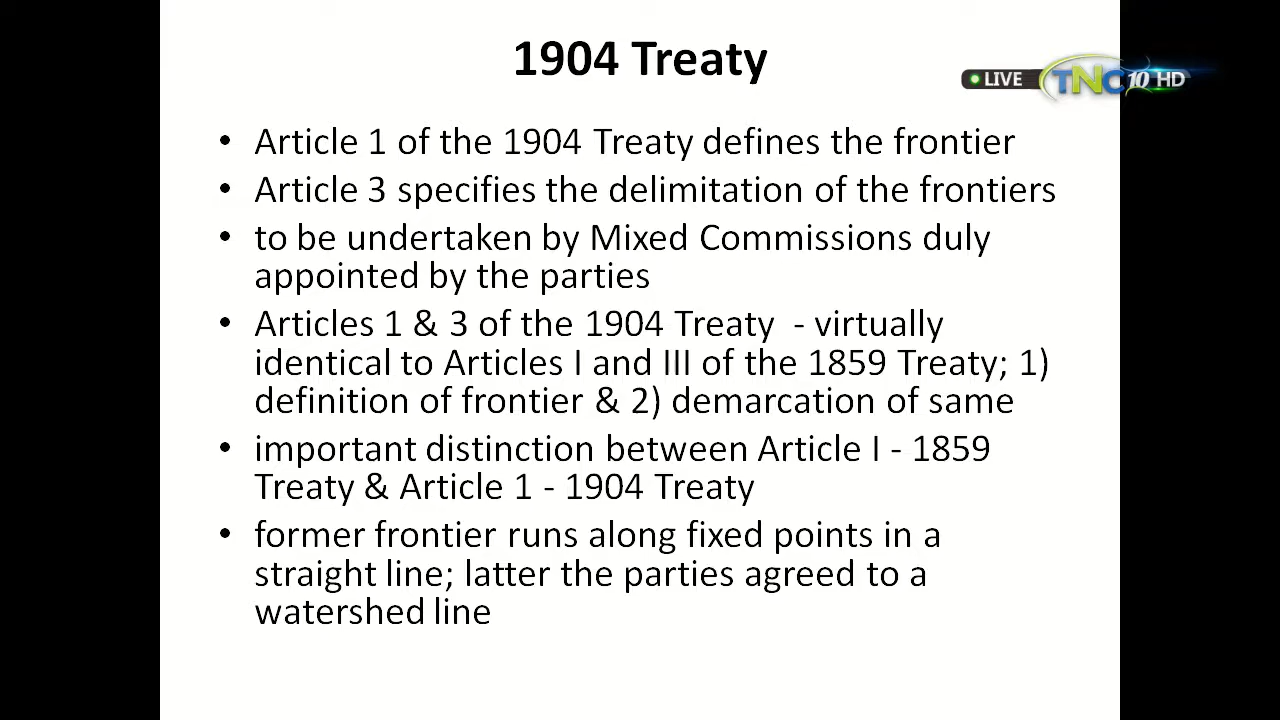 1904 Treaty
LIVE TNC 10 HD
• Article 1 of the 1904 Treaty defines the frontier
• Article 3 specifies the delimitation of the frontiers
• to be undertaken by Mixed Commissions duly
appointed by the parties
• Articles 1 & 3 of the 1904 Treaty  - virtually
identical to Articles I and III of the 1859 Treaty; 1)
definition of frontier & 2) demarcation of same
• important distinction between Article I - 1859
Treaty & Article 1 - 1904 Treaty
• former frontier runs along fixed points in a
straight line; latter the parties agreed to a
watershed line